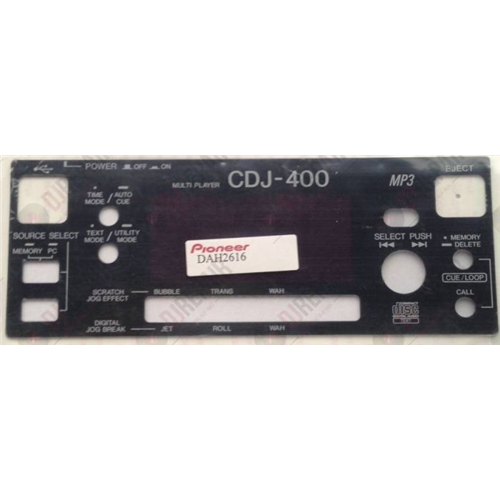 POWER OFF ON
TIME MODE / AUTO CUE
MULTI PLAYER CDJ-400
MP3
EJECT
SOURCE SELECT
MEMORY PC
TEXT MODE / UTILITY MODE
Pioneer
DAH2616
SELECT PUSH
MEMORY
DELETE
CUE/LOOP
CALL
SCRATCH JOG EFFECT
BUBBLE TRANS WAH
DIGITAL JOG BREAK
JET ROLL WAH
COMPACT
DISC